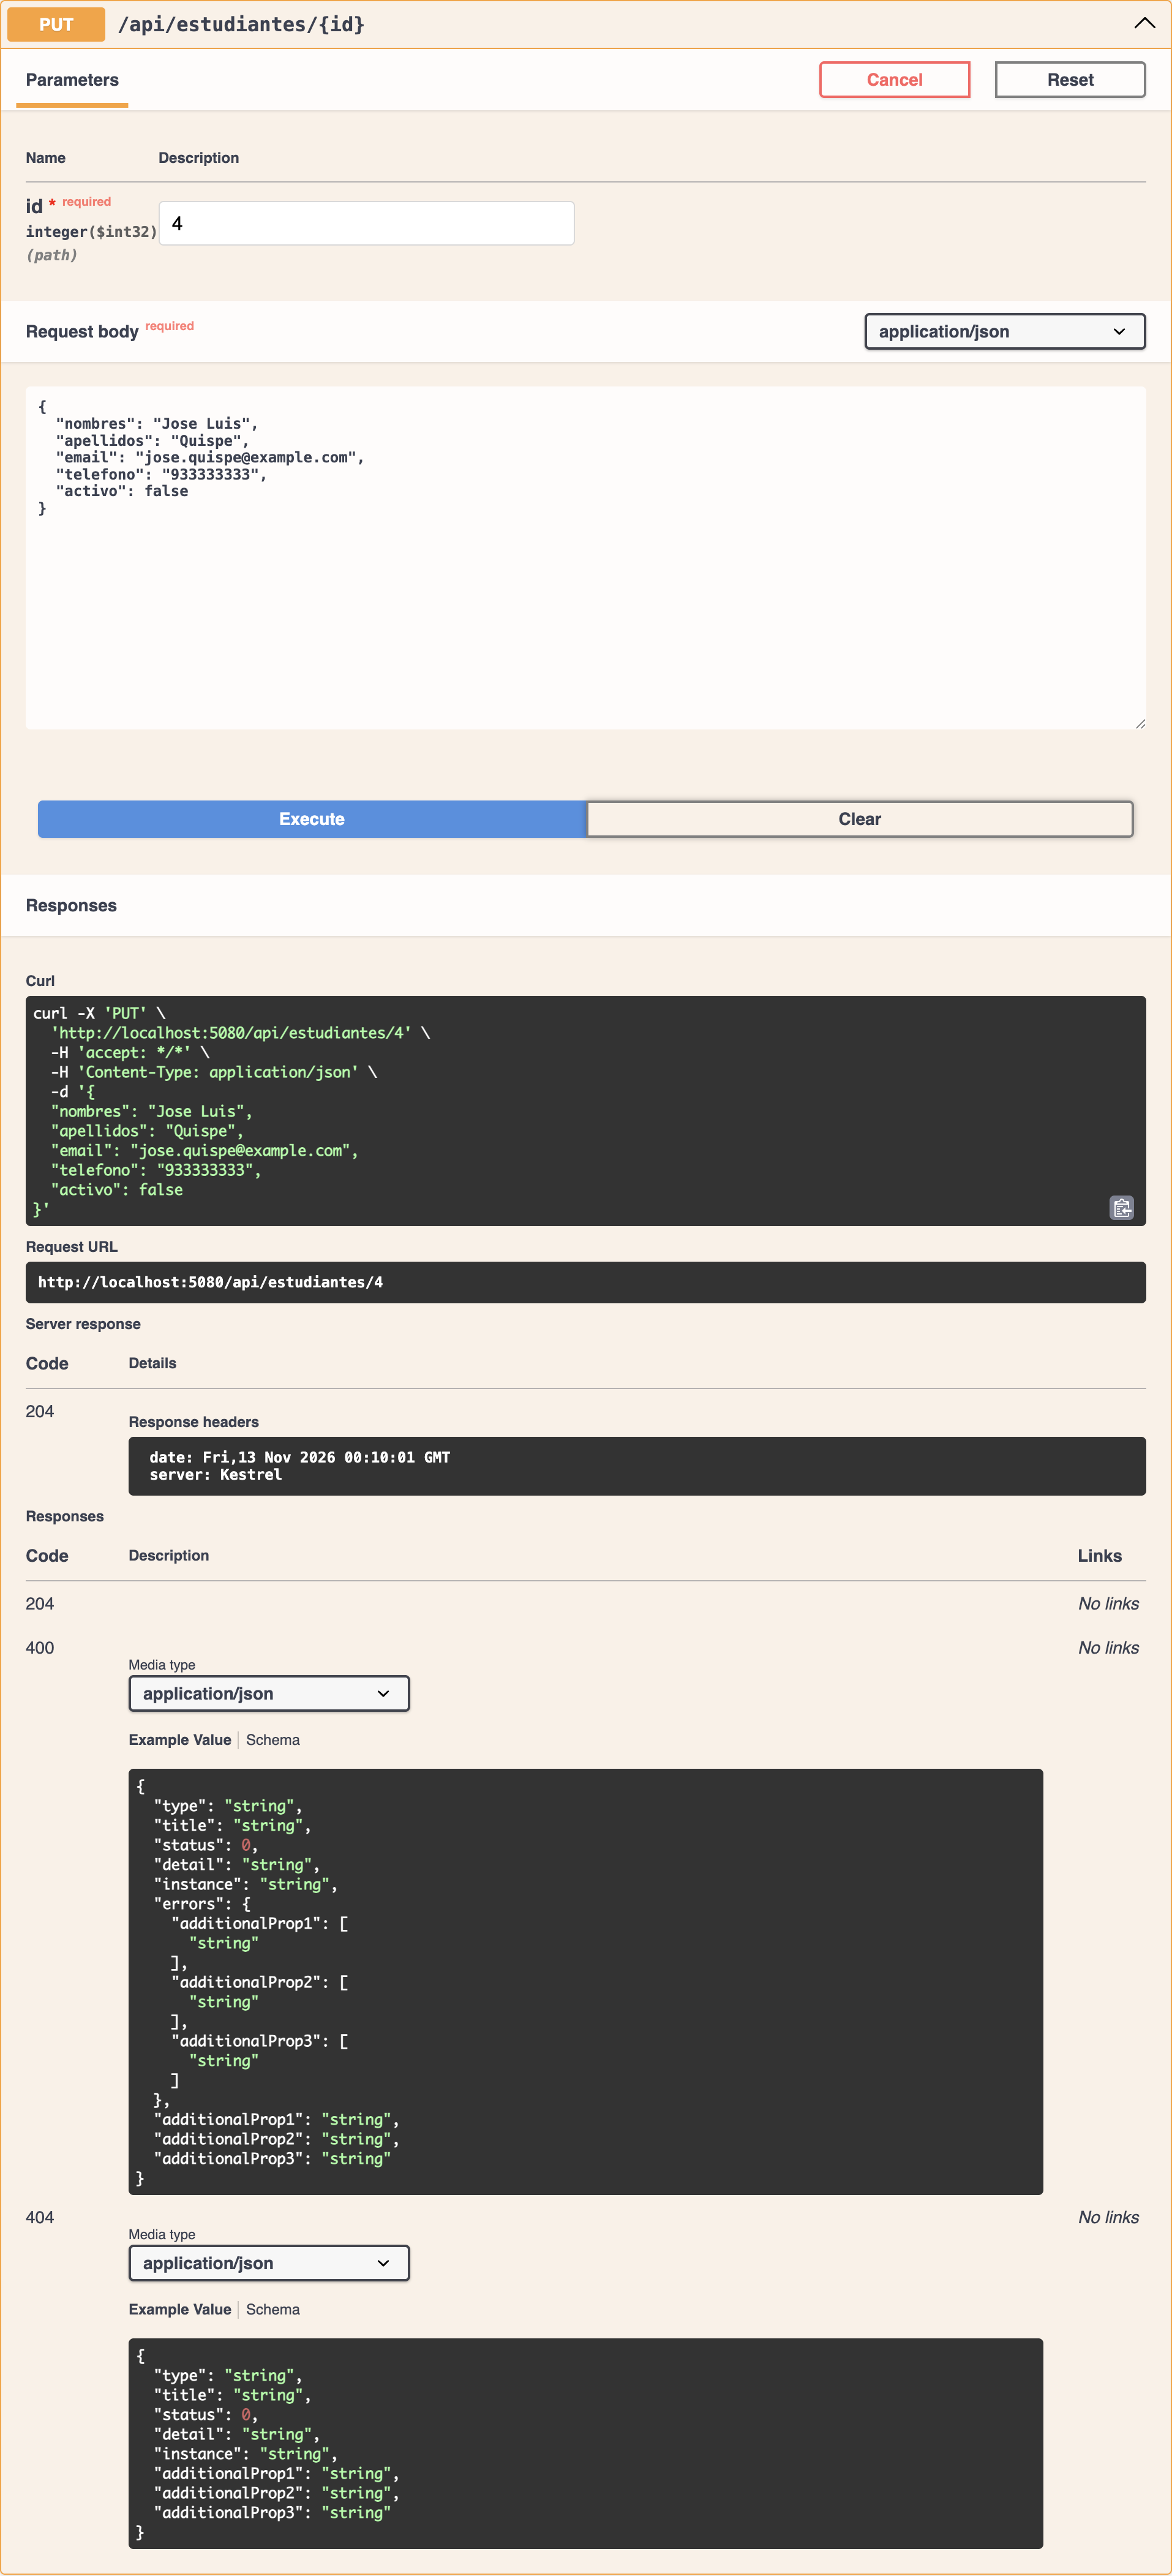 PUT /api/estudiantes/{id}
Parameters
Cancel
Reset
Name Description
id * required
integer($int32)
(path)
4
Request body required
application/json
{
  "nombres": "Jose Luis",
  "apellidos": "Quispe",
  "email": "jose.quispe@example.com",
  "telefono": "933333333",
  "activo": false
}
Execute
Clear
Responses
Curl
curl -X 'PUT' \
  'http://localhost:5080/api/estudiantes/4' \
  -H 'accept: */*' \
  -H 'Content-Type: application/json' \
  -d '{
  "nombres": "Jose Luis",
  "apellidos": "Quispe",
  "email": "jose.quispe@example.com",
  "telefono": "933333333",
  "activo": false
}'
Request URL
http://localhost:5080/api/estudiantes/4
Server response
Code Details
204
Response headers
date: Fri,13 Nov 2026 00:10:01 GMT
server: Kestrel
Responses
Code Description Links
204 No links
400 No links
Media type
application/json
Example Value Schema
{
  "type": "string",
  "title": "string",
  "status": 0,
  "detail": "string",
  "instance": "string",
  "errors": {
    "additionalProp1": [
      "string"
    ],
    "additionalProp2": [
      "string"
    ],
    "additionalProp3": [
      "string"
    ]
  },
  "additionalProp1": "string",
  "additionalProp2": "string",
  "additionalProp3": "string"
}
404 No links
Media type
application/json
Example Value Schema
{
  "type": "string",
  "title": "string",
  "status": 0,
  "detail": "string",
  "instance": "string",
  "additionalProp1": "string",
  "additionalProp2": "string",
  "additionalProp3": "string"
}